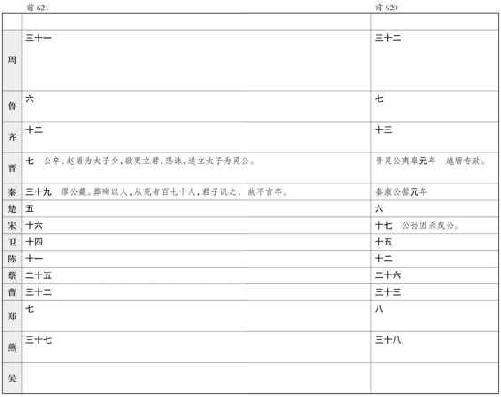 前 621 前 620
周 三十一 三十二
鲁 六 七
齐 十二 十三
晋 七 公卒。赵盾为太子少，欲更立君，恐诛，遂立太子为灵公。 晋灵公夷皋元年 赵盾专政。
秦 三十九 缪公薨。葬殉以人，从死者百七十人，君子讥之，故不言卒。 秦康公罃元年
楚 五 六
宋 十六 十七 公孙固杀成公。
卫 十四 十五
陈 十一 十二
蔡 二十五 二十六
曹 三十二 三十三
郑 七 八
燕 三十七 三十八
吴